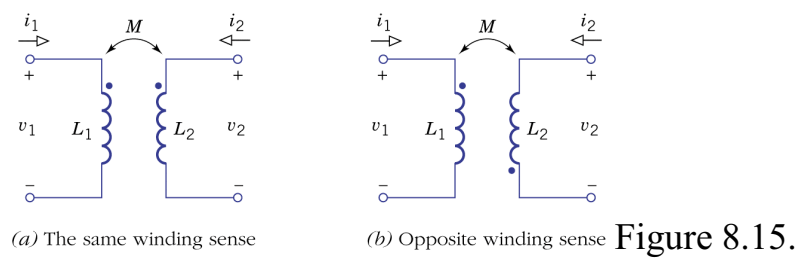 i1 M i2 i1 M i2
+ + + +
v1 L1 L2 v2 v1 L1 L2 v2
– – – –
(a) The same winding sense (b) Opposite winding sense Figure 8.15.